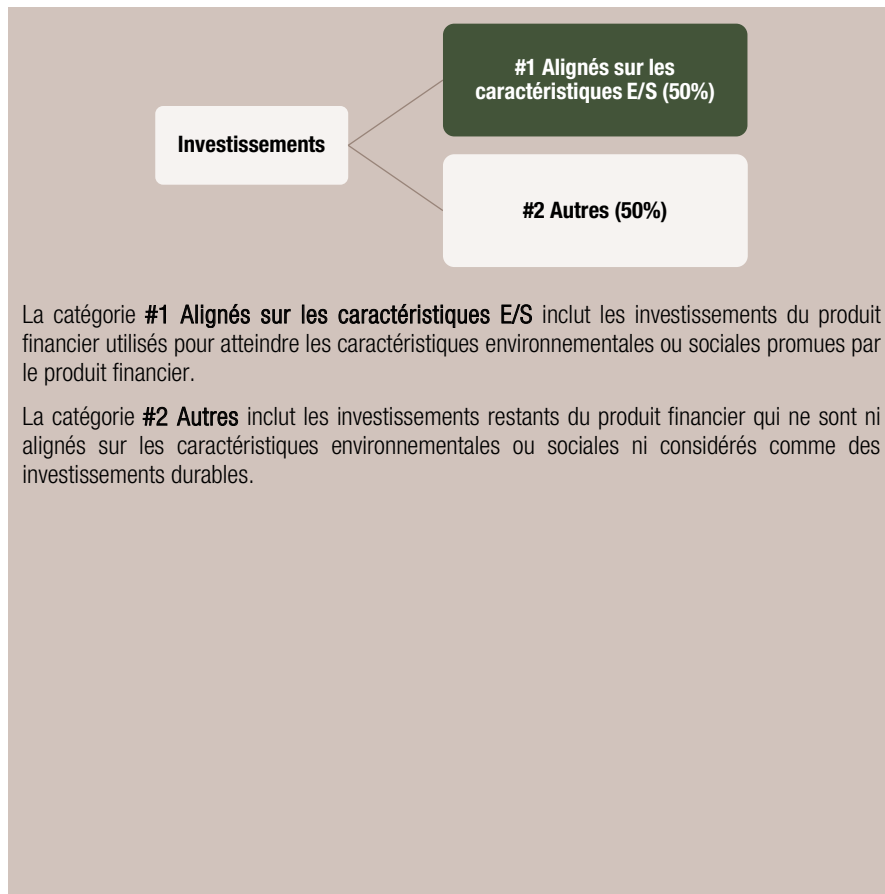 #1 Alignés sur les
caractéristiques E/S (50%)
Investissements
#2 Autres (50%)
La catégorie #1 Alignés sur les caractéristiques E/S inclut les investissements du produit
financier utilisés pour atteindre les caractéristiques environnementales ou sociales promues par
le produit financier.
La catégorie #2 Autres inclut les investissements restants du produit financier qui ne sont ni
alignés sur les caractéristiques environnementales ou sociales ni considérés comme des
investissements durables.